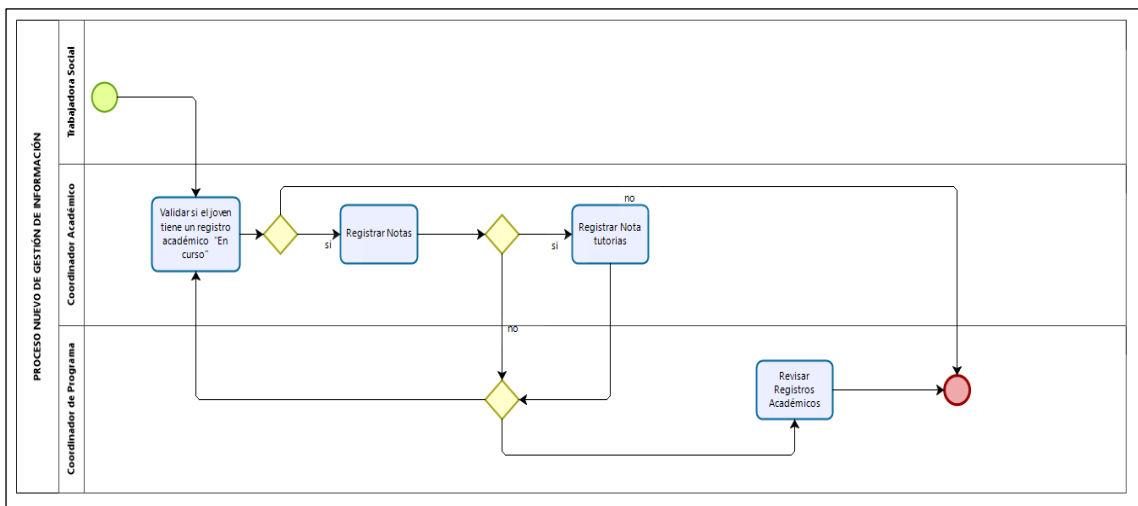 PROCESO NUEVO DE GESTIÓN DE INFORMACIÓN
Trabajadora Social
Coordinador Académico
Validar si el joven
tiene un registro
académico "En
curso"
si
Registrar Notas
si
no
Registrar Nota
tutorias
no
Coordinador de Programa
Revisar
Registros
Académicos